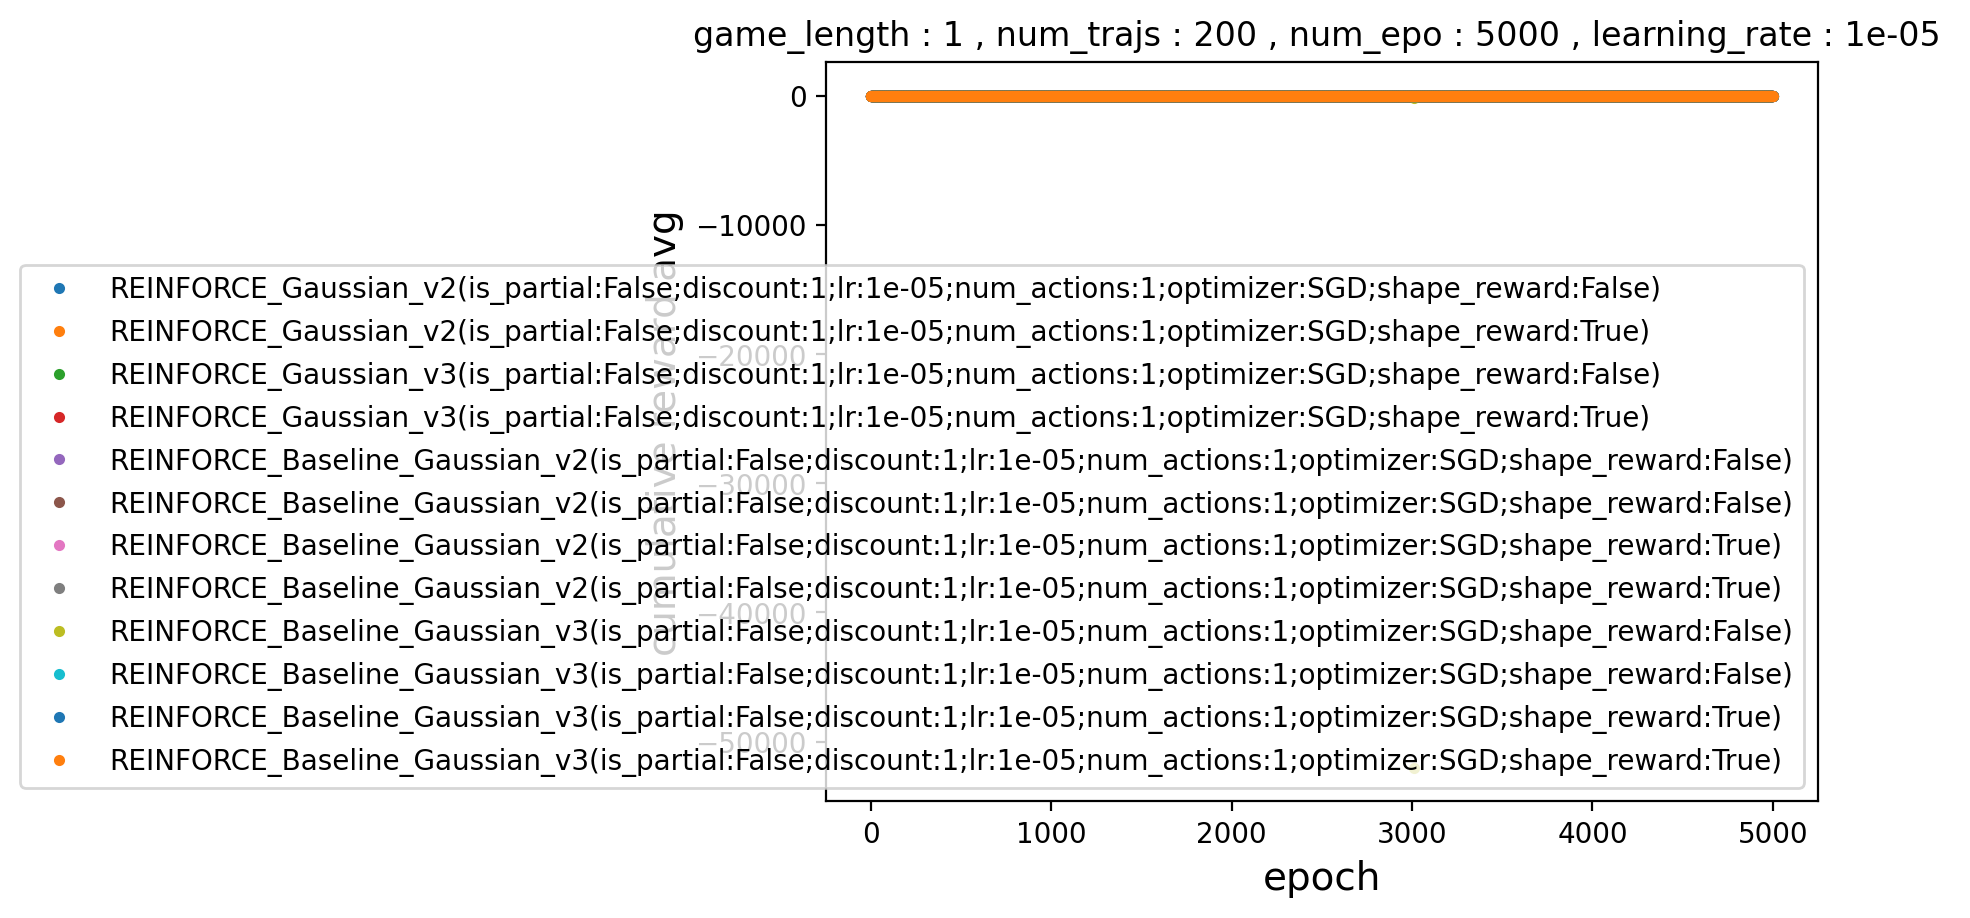 game_length : 1 , num_trajs : 200 , num_epo : 5000 , learning_rate : 1e-05
0
−10000
−20000
−30000
−40000
−50000
cumulative reward avg
REINFORCE_Gaussian_v2(is_partial:False;discount:1;lr:1e-05;num_actions:1;optimizer:SGD;shape_reward:False)
REINFORCE_Gaussian_v2(is_partial:False;discount:1;lr:1e-05;num_actions:1;optimizer:SGD;shape_reward:True)
REINFORCE_Gaussian_v3(is_partial:False;discount:1;lr:1e-05;num_actions:1;optimizer:SGD;shape_reward:False)
REINFORCE_Gaussian_v3(is_partial:False;discount:1;lr:1e-05;num_actions:1;optimizer:SGD;shape_reward:True)
REINFORCE_Baseline_Gaussian_v2(is_partial:False;discount:1;lr:1e-05;num_actions:1;optimizer:SGD;shape_reward:False)
REINFORCE_Baseline_Gaussian_v2(is_partial:False;discount:1;lr:1e-05;num_actions:1;optimizer:SGD;shape_reward:False)
REINFORCE_Baseline_Gaussian_v2(is_partial:False;discount:1;lr:1e-05;num_actions:1;optimizer:SGD;shape_reward:True)
REINFORCE_Baseline_Gaussian_v2(is_partial:False;discount:1;lr:1e-05;num_actions:1;optimizer:SGD;shape_reward:True)
REINFORCE_Baseline_Gaussian_v3(is_partial:False;discount:1;lr:1e-05;num_actions:1;optimizer:SGD;shape_reward:False)
REINFORCE_Baseline_Gaussian_v3(is_partial:False;discount:1;lr:1e-05;num_actions:1;optimizer:SGD;shape_reward:False)
REINFORCE_Baseline_Gaussian_v3(is_partial:False;discount:1;lr:1e-05;num_actions:1;optimizer:SGD;shape_reward:True)
REINFORCE_Baseline_Gaussian_v3(is_partial:False;discount:1;lr:1e-05;num_actions:1;optimizer:SGD;shape_reward:True)
0 1000 2000 3000 4000 5000
epoch